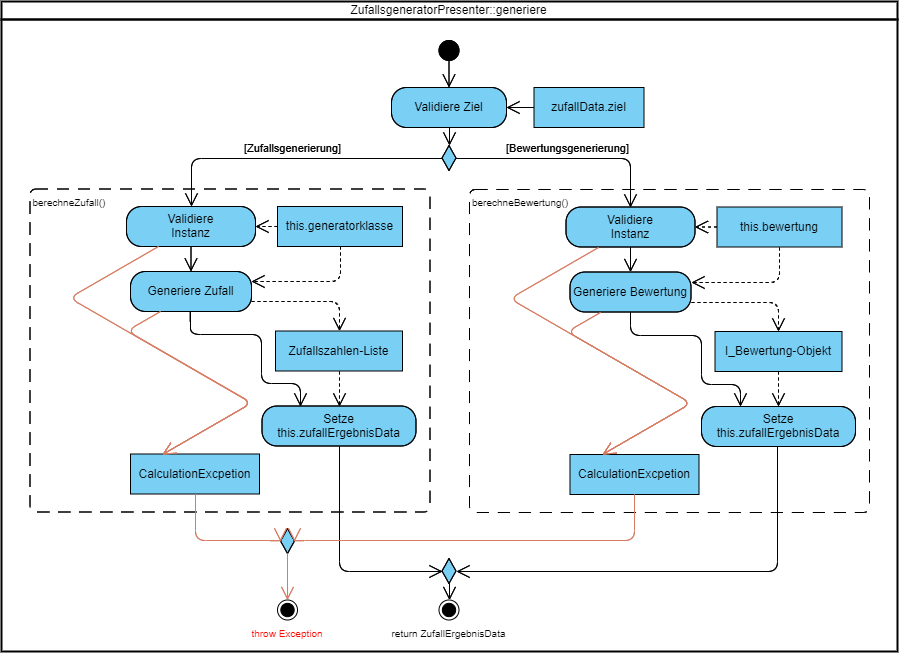 ZufallsgeneratorPresenter::generiere
Validiere Ziel
zufallData.ziel
[Zufallsgenerierung]
[Bewertungsgenerierung]
berechneZufall()
berechneBewertung()
Validiere
Instanz
this.generatorklasse
Validiere
Instanz
this.bewertung
Generiere Zufall
Generiere Bewertung
Zufallszahlen-Liste
I_Bewertung-Objekt
Setze
this.zufallErgebnisData
Setze
this.zufallErgebnisData
CalculationExcpetion
CalculationExcpetion
throw Exception
return ZufallErgebnisData